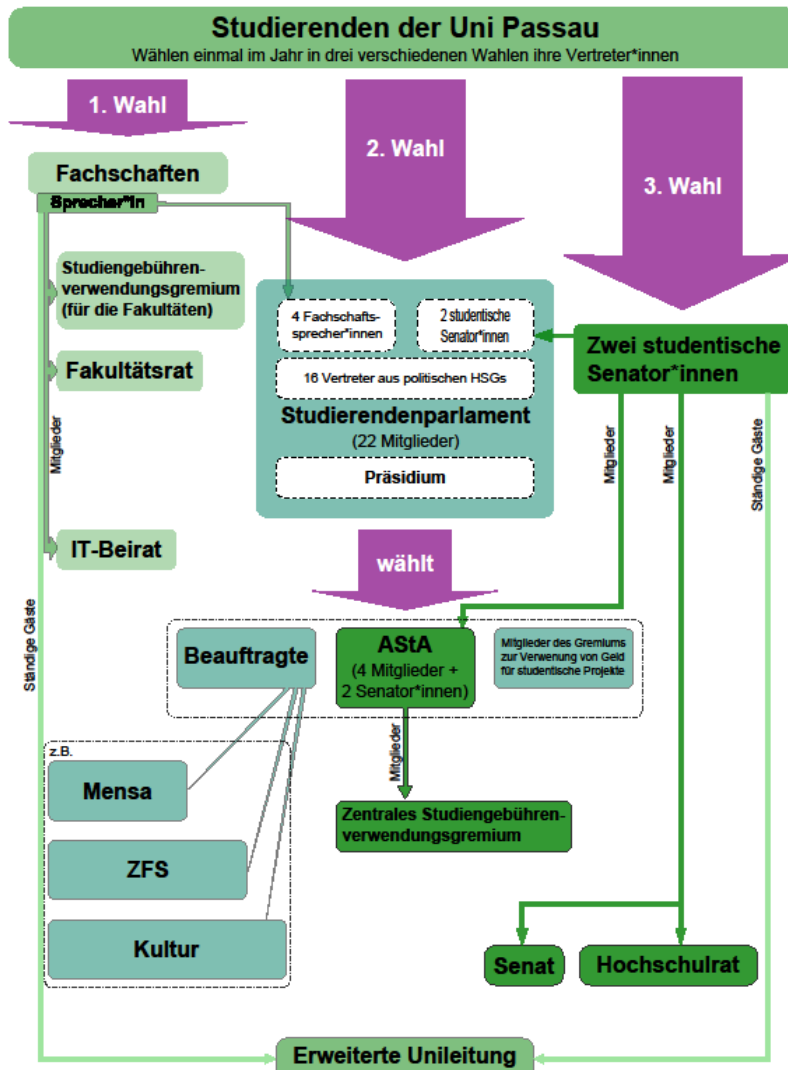 Studierenden der Uni Passau
Wählen einmal im Jahr in drei verschiedenen Wahlen ihre Vertreter*innen
1. Wahl
2. Wahl
3. Wahl
Fachschaften
Sprecher*in
Studiengebühren-
verwendungsgremium
(für die Fakultäten)
Fakultätsrat
Mitglieder
IT-Beirat
Ständige Gäste
4 Fachschafts-
sprecher*innen
2 studentische
Senator*innen
16 Vertreter aus politischen HSGs
Studierendenparlament
(22 Mitglieder)
Präsidium
Zwei studentische
Senator*innen
Mitglieder
Mitglieder
Ständige Gäste
wählt
Beauftragte
AStA
(4 Mitglieder +
2 Senator*innen)
Mitglieder des Gremiums
zur Verwenung von Geld
für studentische Projekte
z.B.
Mensa
ZFS
Kultur
Mitglieder
Zentrales Studiengebühren-
verwendungsgremium
Senat
Hochschulrat
Erweiterte Unileitung